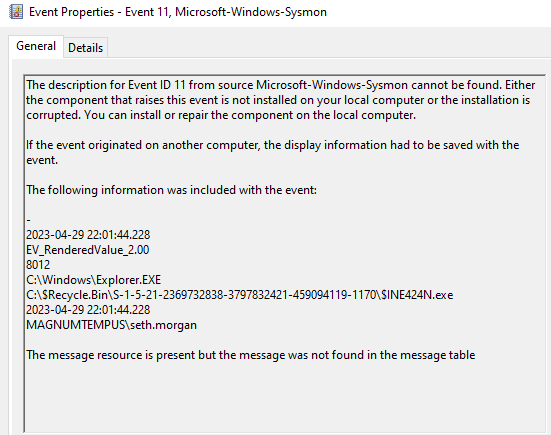 Event Properties - Event 11, Microsoft-Windows-Sysmon
General Details
The description for Event ID 11 from source Microsoft-Windows-Sysmon cannot be found. Either
the component that raises this event is not installed on your local computer or the installation is
corrupted. You can install or repair the component on the local computer.
If the event originated on another computer, the display information had to be saved with the
event.
The following information was included with the event:
-
2023-04-29 22:01:44.228
EV_RenderedValue_2.00
8012
C:\Windows\Explorer.EXE
C:\$Recycle.Bin\S-1-5-21-2369732838-3797832421-459094119-1170\$INE424N.exe
2023-04-29 22:01:44.228
MAGNUMTEMPUS\seth.morgan
The message resource is present but the message was not found in the message table